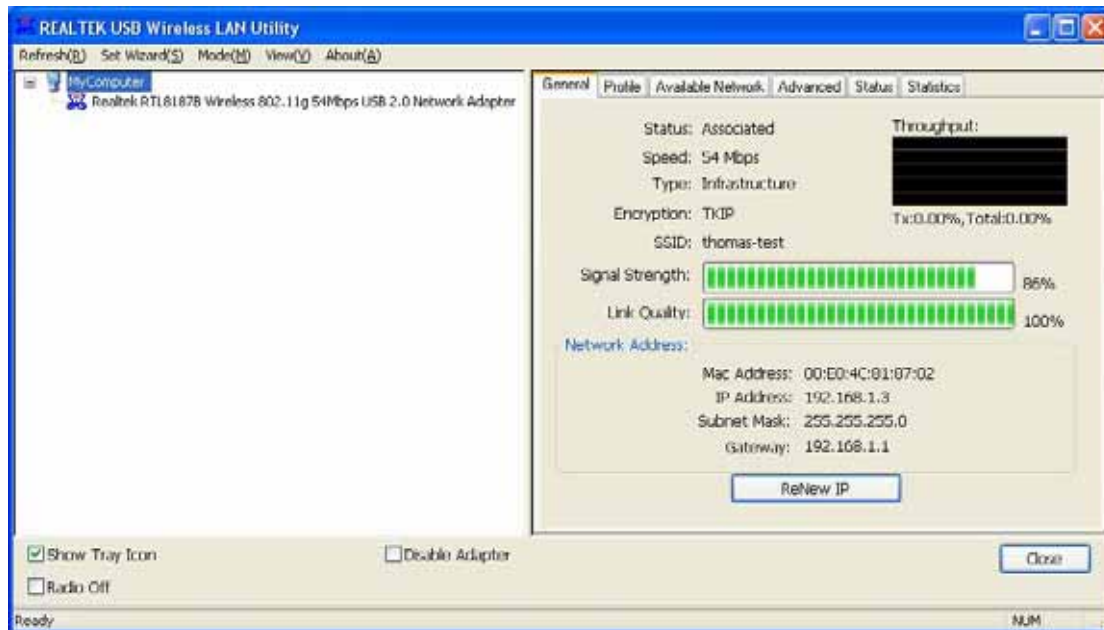 REALTEK USB Wireless LAN Utility
Refresh(R) Set Wizard(S) Mode(M) View(V) About(A)
MyComputer
Realtek RTL8187B Wireless 802.11g 54Mbps USB 2.0 Network Adapter
General Profile Available Network Advanced Status Statistics
Status: Associated
Throughput:
Speed: 54 Mbps
Type: Infrastructure
Encryption: TKIP
Tx:0.00%, Total:0.00%
SSID: thomas-test
Signal Strength: 86%
Link Quality: 100%
Network Address:
Mac Address: 00:E0:4C:81:87:02
IP Address: 192.168.1.3
Subnet Mask: 255.255.255.0
Gateway: 192.168.1.1
ReNew IP
Show Tray Icon
Disable Adapter
Close
Radio Off
Ready
NUM